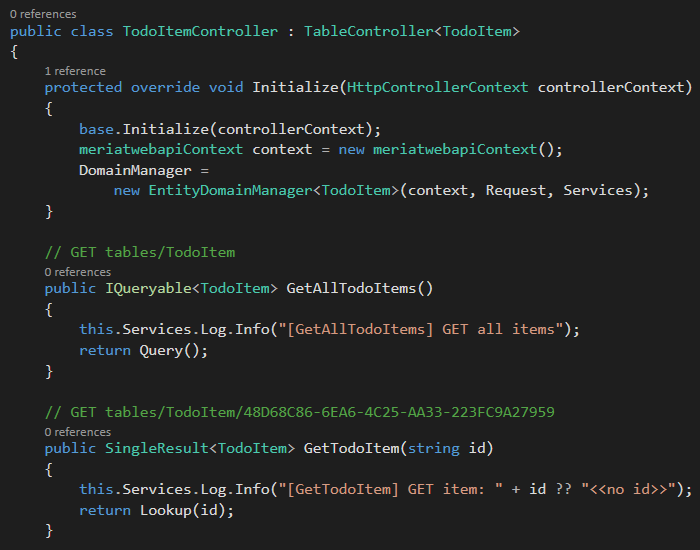 0 references
public class TodoItemController : TableController<TodoItem>
{
1 reference
protected override void Initialize(HttpControllerContext controllerContext)
{
base.Initialize(controllerContext);
meriatwebapiContext context = new meriatwebapiContext();
DomainManager =
new EntityDomainManager<TodoItem>(context, Request, Services);
}
// GET tables/TodoItem
0 references
public IQueryable<TodoItem> GetAllTodoItems()
{
this.Services.Log.Info("[GetAllTodoItems] GET all items");
return Query();
}
// GET tables/TodoItem/48D68C86-6EA6-4C25-AA33-223FC9A27959
0 references
public SingleResult<TodoItem> GetTodoItem(string id)
{
this.Services.Log.Info("[GetTodoItem] GET item: " + id ?? "<<no id>>");
return Lookup(id);
}